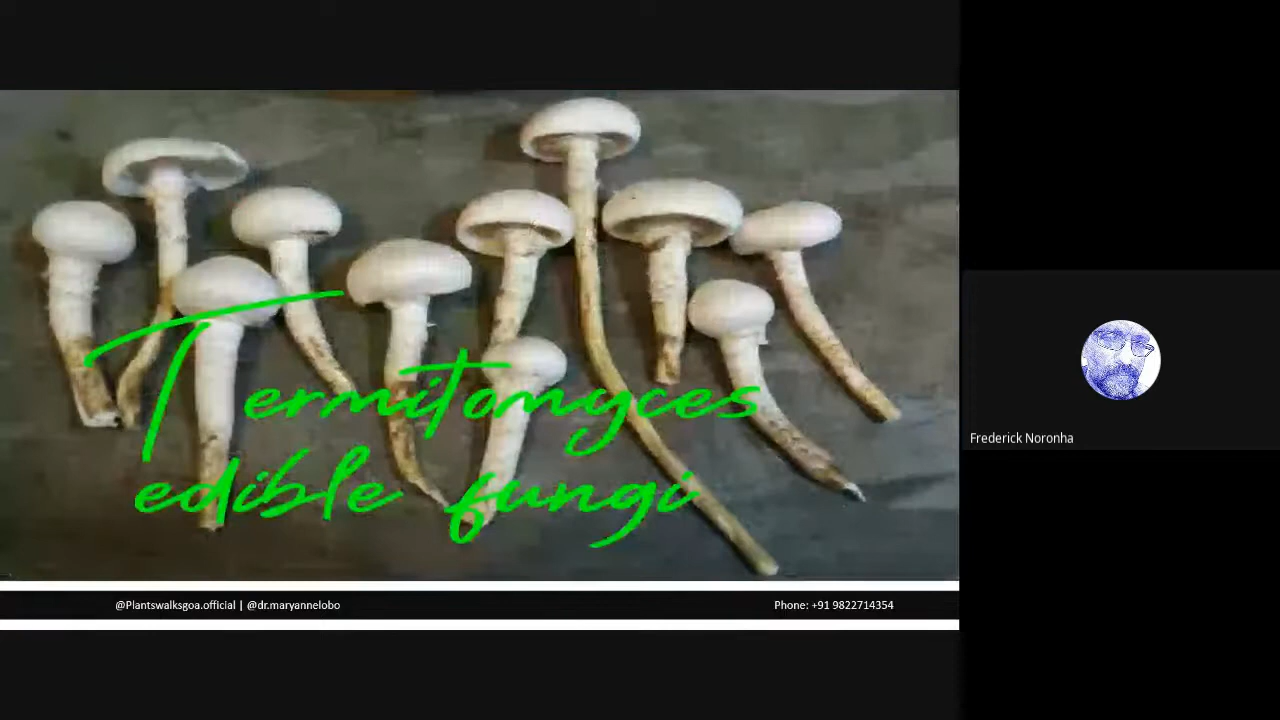 Termitomyces
edible fungi
@Plantswalksgoa.official | @dr.maryannelobo
Phone: +91 9822714354
Frederick Noronha